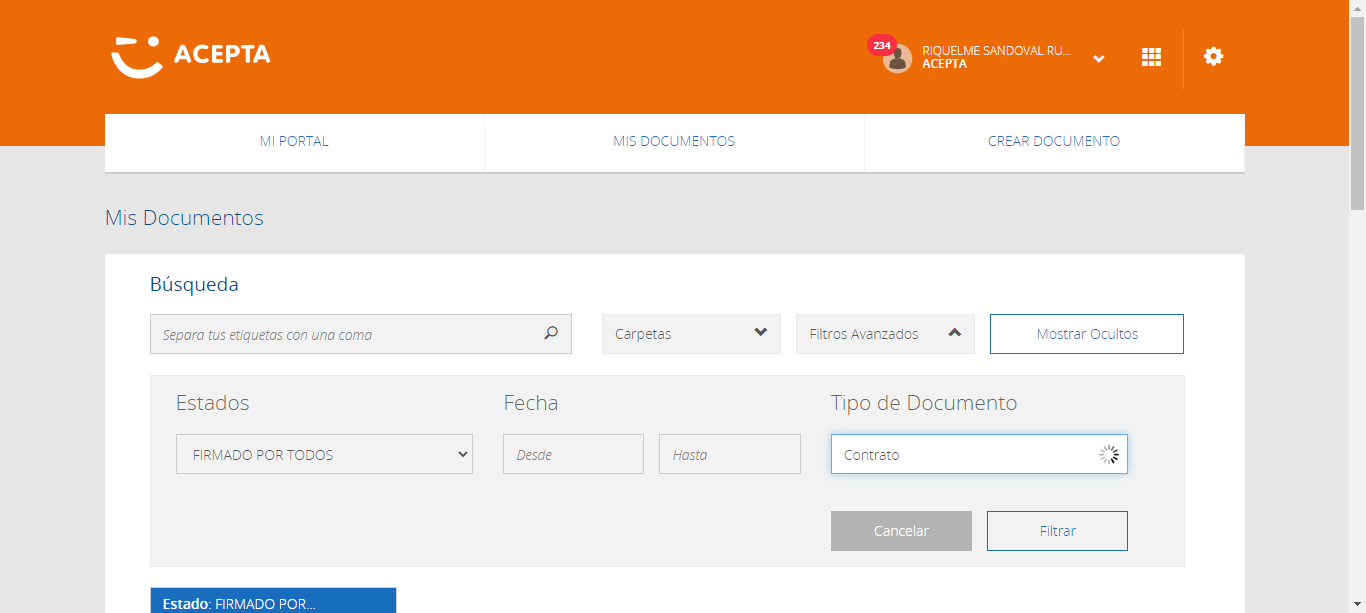 ACEPTA
234
RIQUELME SANDOVAL RU...
ACEPTA
MI PORTAL
MIS DOCUMENTOS
CREAR DOCUMENTO
Mis Documentos
Búsqueda
Separa tus etiquetas con una coma
Carpetas
Filtros Avanzados
Mostrar Ocultos
Estados
Fecha
Tipo de Documento
FIRMADO POR TODOS
Desde
Hasta
Contrato
Cancelar
Filtrar
Estado: FIRMADO POR...